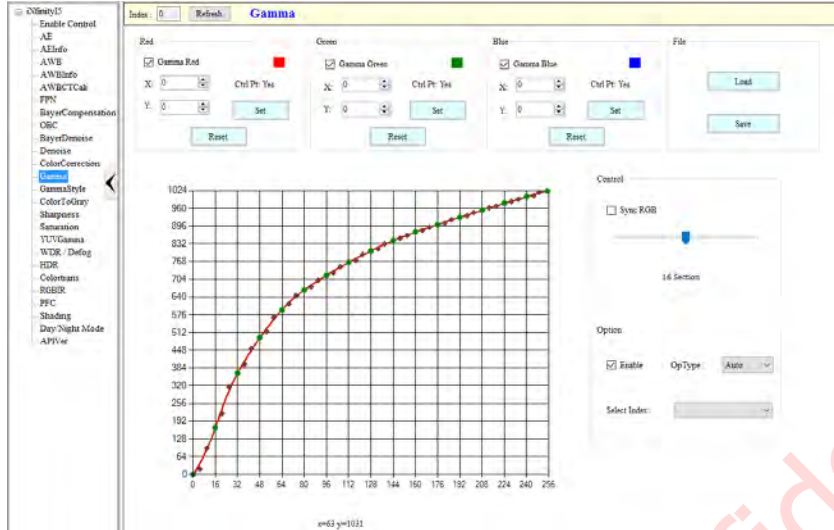 iNfinity15
Enable Control
AE
AEInfo
AWB
AWBInfo
AWBCTCali
FPN
BayerCompensation
OBC
BayerDenoise
Denoise
ColorCorrection
Gamma
GammaStyle
ColorToGray
Sharpness
Saturation
YUVGamma
WDR / Defog
HDR
Colortrans
RGBIR
PFC
Shading
Day/Night Mode
APIVer
Index : 0 Refresh Gamma
Red Green Blue File
Gamma Red Gamma Green Gamma Blue
X: 0 Ctrl Pt: Yes X: 0 Ctrl Pt: Yes X: 0 Ctrl Pt: Yes Load
Y: 0 Set Y: 0 Set Y: 0 Set Save
Reset Reset Reset
Control
Sync RGB
16 Section
Option
Enable OpType: Auto
Select Index:
1024
960
896
832
768
704
640
576
512
448
384
320
256
192
128
64
0
0 16 32 48 64 80 96 112 128 144 160 176 192 208 224 240 256
x=63 y=1031